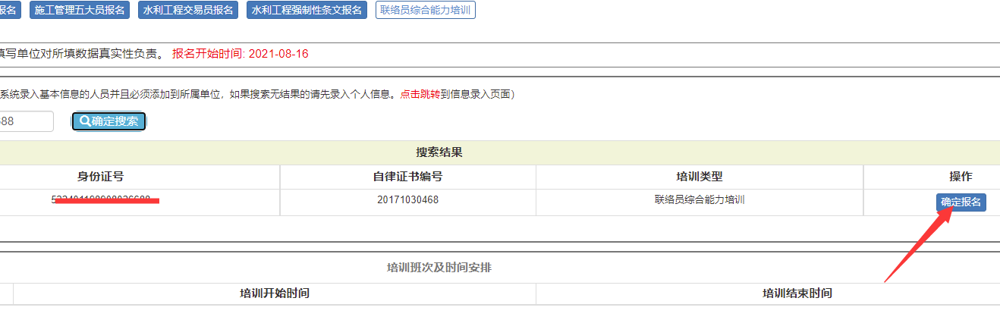 报名 施工管理五大员报名 水利工程交易员报名 水利工程强制性条文报名 联络员综合能力培训
填写单位对所填数据真实性负责。 报名开始时间: 2021-08-16
系统录入基本信息的人员并且必须添加到所属单位，如果搜索无结果的请先录入个人信息。点击跳转到信息录入页面）
688 确定搜索
搜索结果
身份证号 自律证书编号 培训类型 操作
20171030468 联络员综合能力培训 确定报名
培训班次及时间安排
培训开始时间 培训结束时间